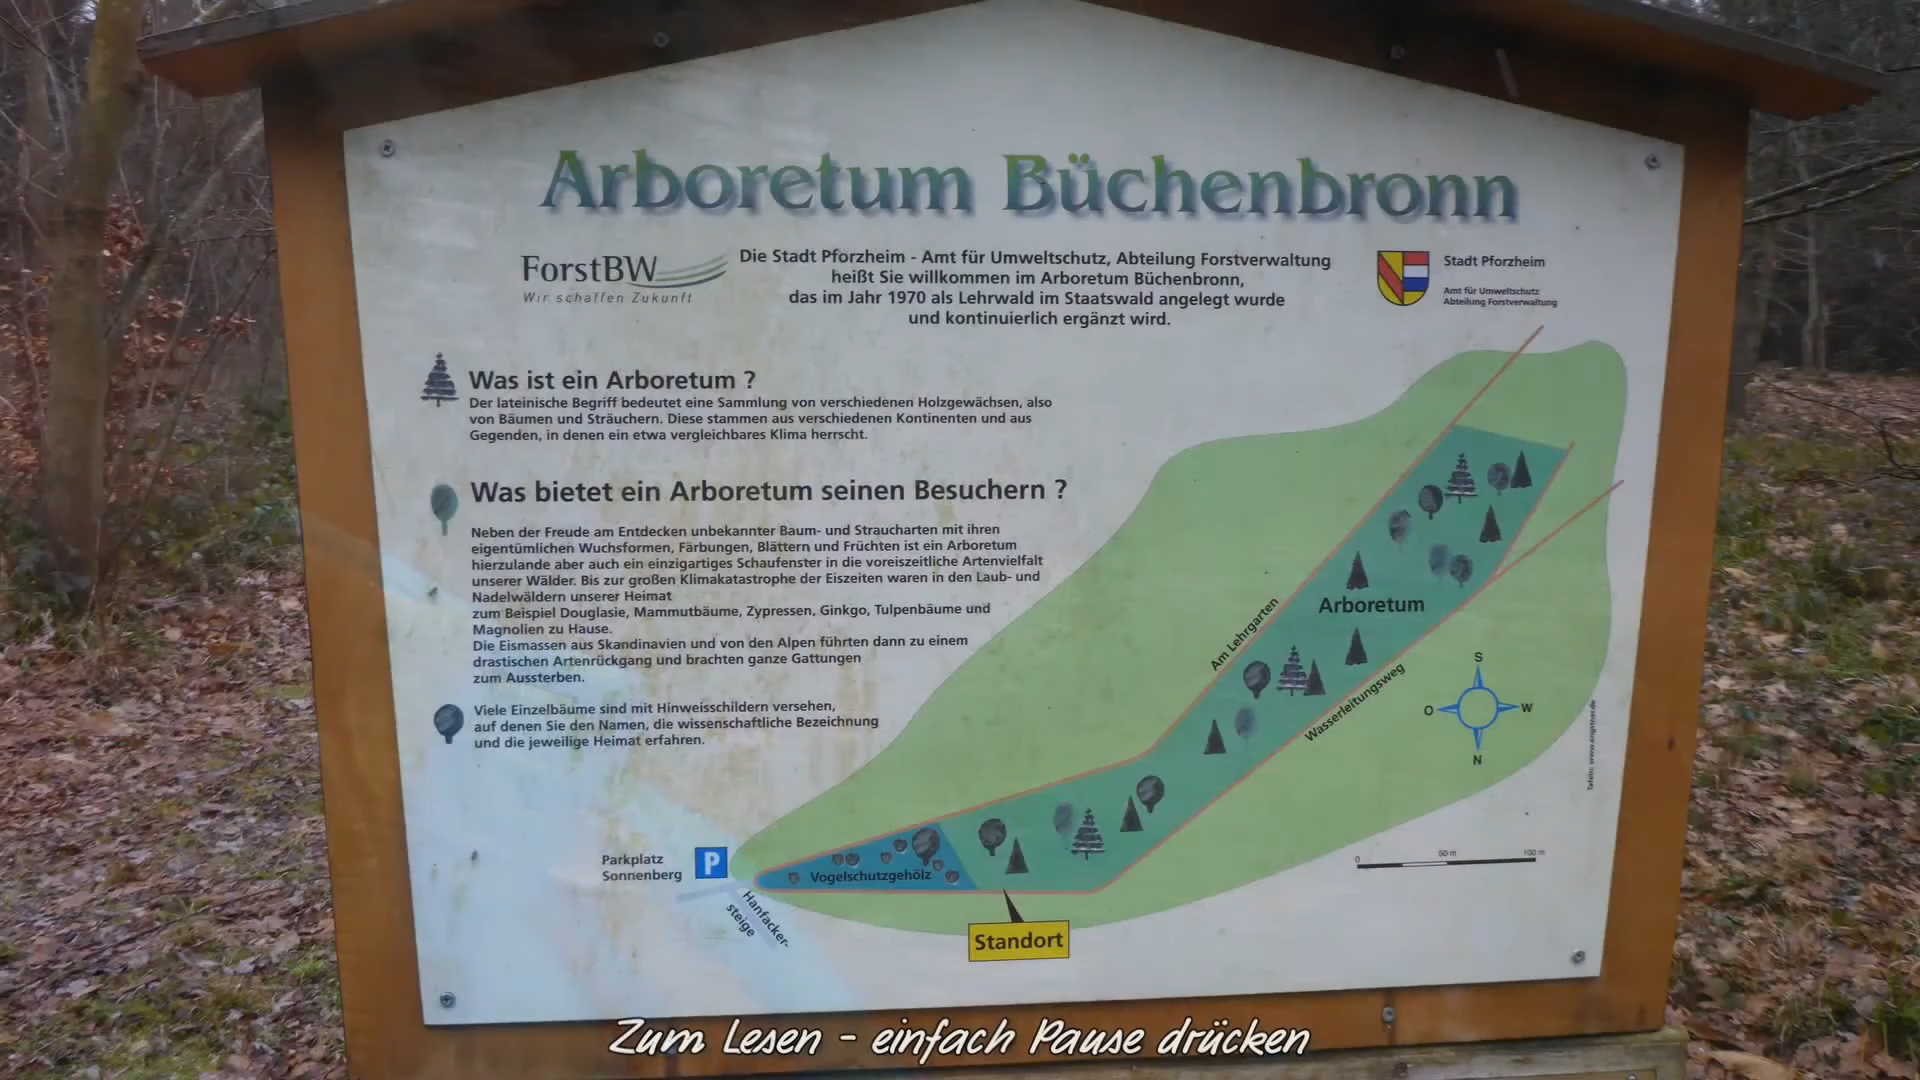 Arboretum Büchenbronn
ForstBW
Wir schaffen Zukunft
Die Stadt Pforzheim - Amt für Umweltschutz, Abteilung Forstverwaltung
heißt Sie willkommen im Arboretum Büchenbronn,
das im Jahr 1970 als Lehrwald im Staatswald angelegt wurde
und kontinuierlich ergänzt wird.
Stadt Pforzheim
Amt für Umweltschutz
Abteilung Forstverwaltung
Was ist ein Arboretum ?
Der lateinische Begriff bedeutet eine Sammlung von verschiedenen Holzgewächsen, also
von Bäumen und Sträuchern. Diese stammen aus verschiedenen Kontinenten und aus
Gegenden, in denen ein etwa vergleichbares Klima herrscht.
Was bietet ein Arboretum seinen Besuchern ?
Neben der Freude am Entdecken unbekannter Baum- und Straucharten mit ihren
eigentümlichen Wuchsformen, Färbungen, Blättern und Früchten ist ein Arboretum
hierzulande aber auch ein einzigartiges Schaufenster in die voreiszeitliche Artenvielfalt
unserer Wälder. Bis zur großen Klimakatastrophe der Eiszeiten waren in den Laub- und
Nadelwäldern unserer Heimat
zum Beispiel Douglasie, Mammutbäume, Zypressen, Ginkgo, Tulpenbäume und
Magnolien zu Hause.
Die Eismassen aus Skandinavien und von den Alpen führten dann zu einem
drastischen Artenrückgang und brachten ganze Gattungen
zum Aussterben.
Viele Einzelbäume sind mit Hinweisschildern versehen,
auf denen Sie den Namen, die wissenschaftliche Bezeichnung
und die jeweilige Heimat erfahren.
Arboretum
Am Lehrgarten
Wasserleitungsweg
S
O
W
N
0 50 m 100 m
Parkplatz
Sonnenberg
P
Vogelschutzgehölz
Hanfacker-
steige
Standort
Zum Lesen - einfach Pause drücken